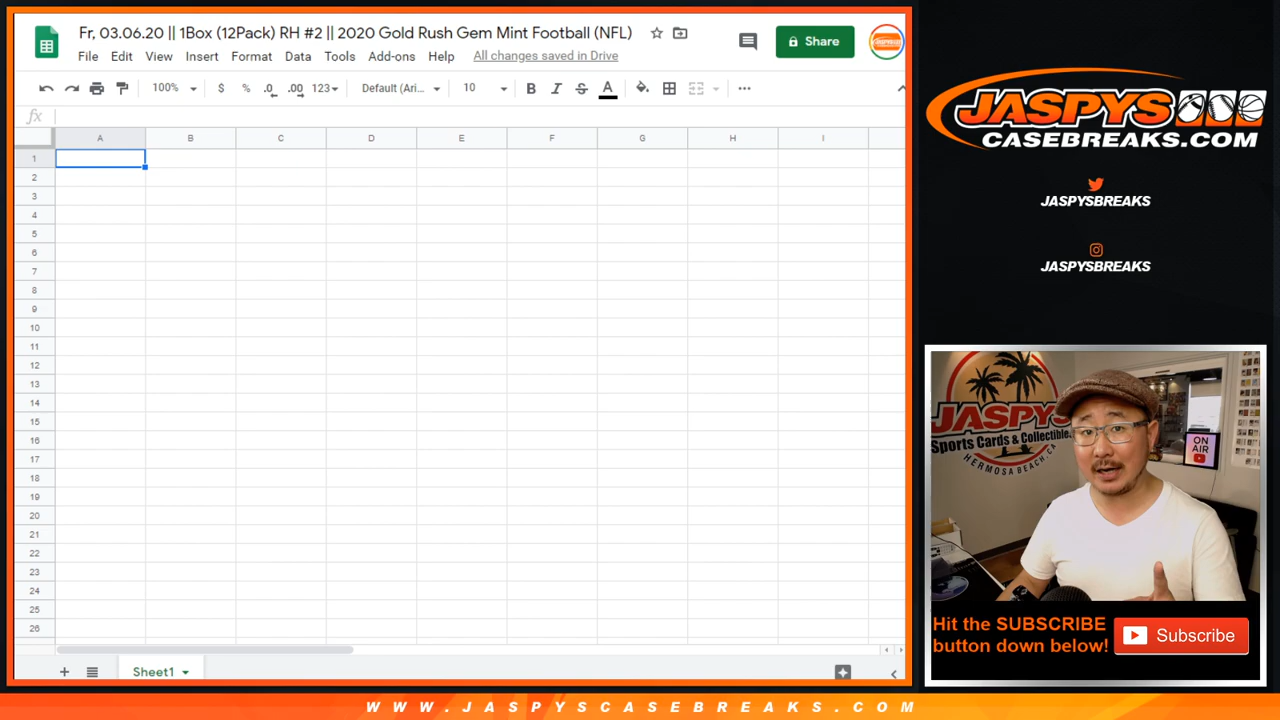 Fr, 03.06.20 || 1Box (12Pack) RH #2 || 2020 Gold Rush Gem Mint Football (NFL)
File Edit View Insert Format Data Tools Add-ons Help All changes saved in Drive
Share
100% $ % .0 .00 123 Default (Ari... 10 B I S A
fx
A B C D E F G H I
1
2
3
4
5
6
7
8
9
10
11
12
13
14
15
16
17
18
19
20
21
22
23
24
25
26
Sheet1
JASPYS
CASEBREAKS.COM
JASPYSBREAKS
JASPYSBREAKS
JASPYS
Sports Cards & Collectible
HERMOSA BEACH, CA
ON
AIR
Hit the SUBSCRIBE
button down below!
Subscribe
WWW.JASPYSCASEBREAKS.COM